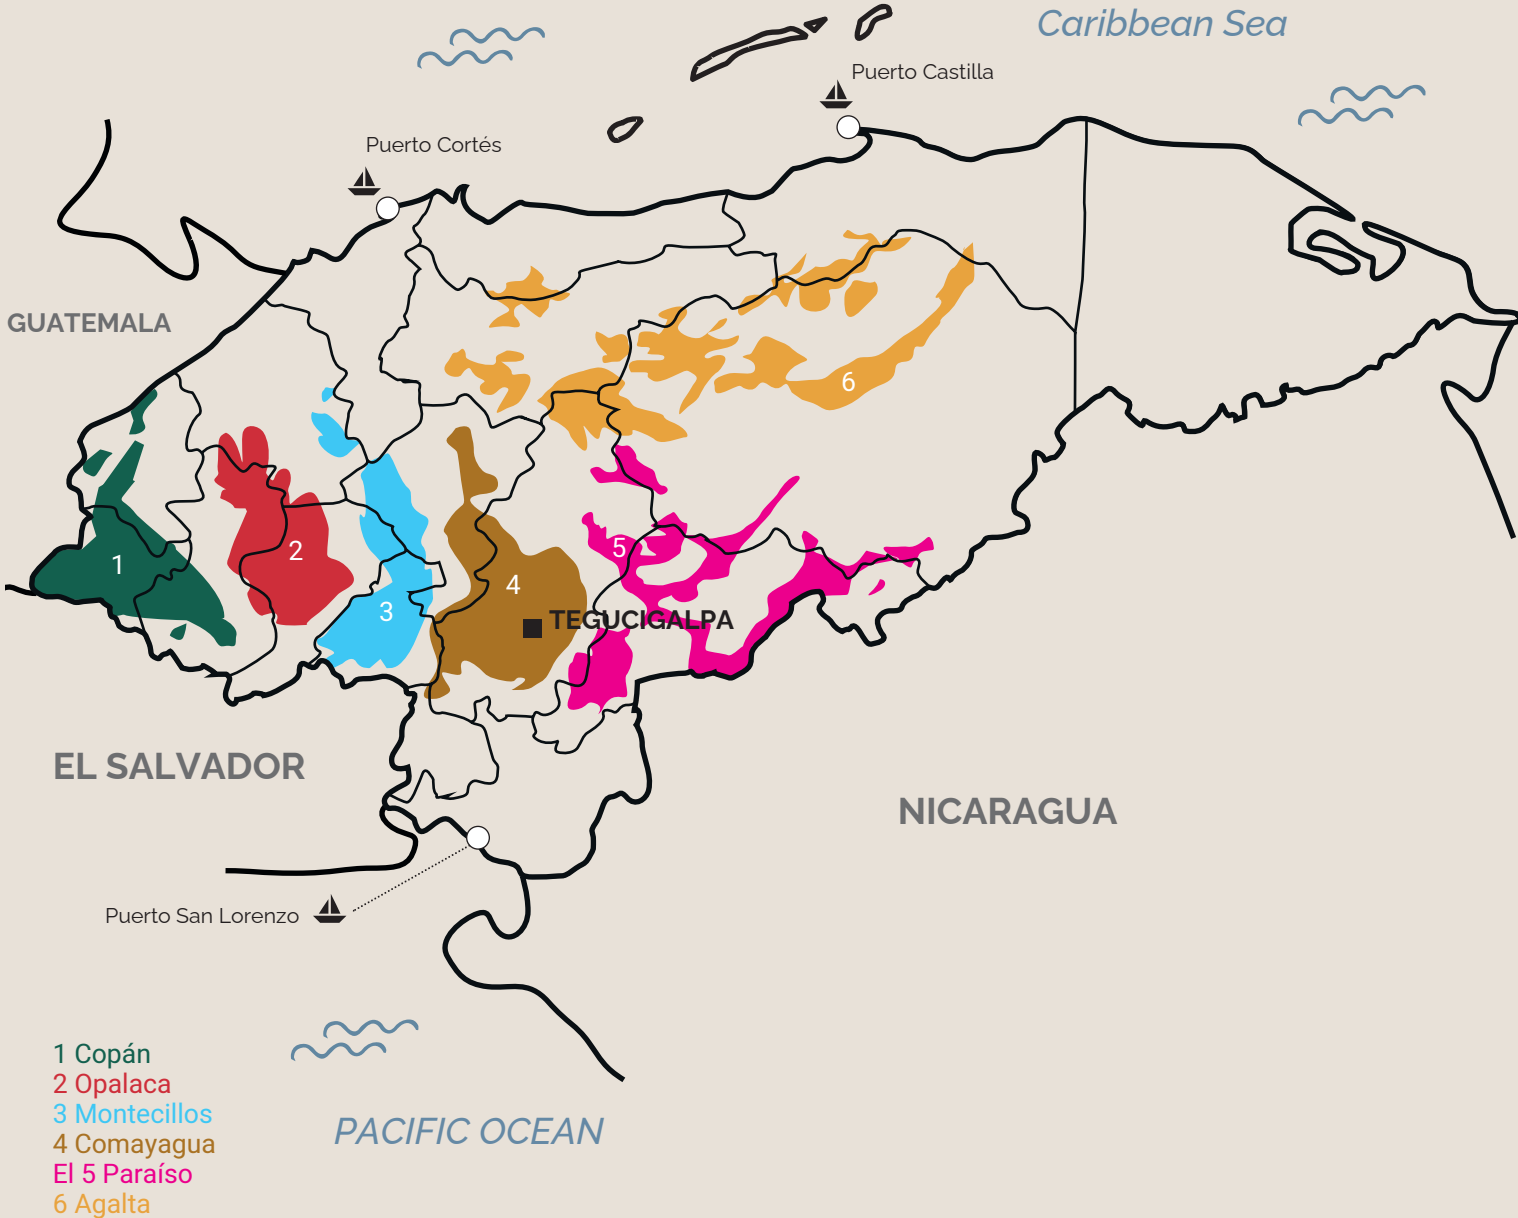 Caribbean Sea
Puerto Castilla
Puerto Cortés
GUATEMALA
6
5
1
2
4
3
TEGUCIGALPA
EL SALVADOR
NICARAGUA
Puerto San Lorenzo
1 Copán
2 Opalaca
3 Montecillos
4 Comayagua
El 5 Paraíso
6 Agalta
PACIFIC OCEAN